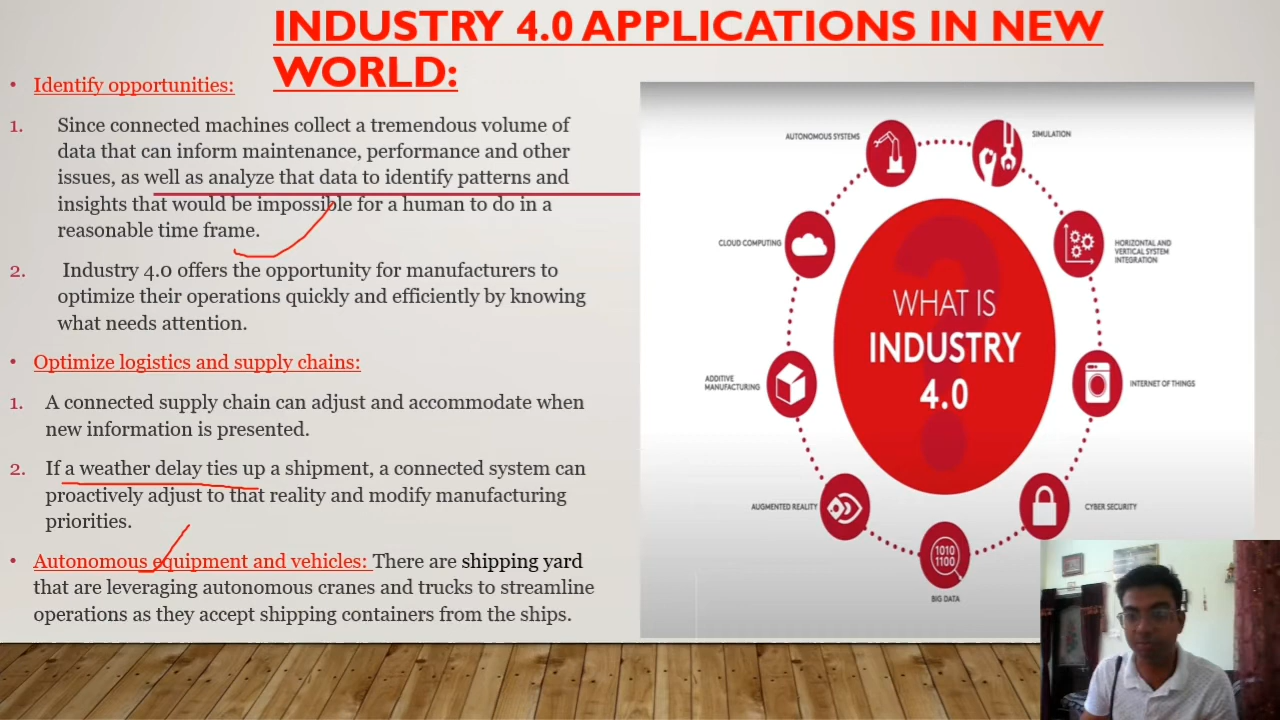 INDUSTRY 4.0 APPLICATIONS IN NEW
WORLD:
• Identify opportunities:
1. Since connected machines collect a tremendous volume of
data that can inform maintenance, performance and other
issues, as well as analyze that data to identify patterns and
insights that would be impossible for a human to do in a
reasonable time frame.
2. Industry 4.0 offers the opportunity for manufacturers to
optimize their operations quickly and efficiently by knowing
what needs attention.
• Optimize logistics and supply chains:
1. A connected supply chain can adjust and accommodate when
new information is presented.
2. If a weather delay ties up a shipment, a connected system can
proactively adjust to that reality and modify manufacturing
priorities.
• Autonomous equipment and vehicles: There are shipping yard
that are leveraging autonomous cranes and trucks to streamline
operations as they accept shipping containers from the ships.
AUTONOMOUS SYSTEMS
SIMULATION
CLOUD COMPUTING
HORIZONTAL AND
VERTICAL SYSTEM
INTEGRATION
?
WHAT IS
INDUSTRY
4.0
ADDITIVE
MANUFACTURING
INTERNET OF THINGS
AUGMENTED REALITY
CYBER SECURITY
1010
1100
BIG DATA